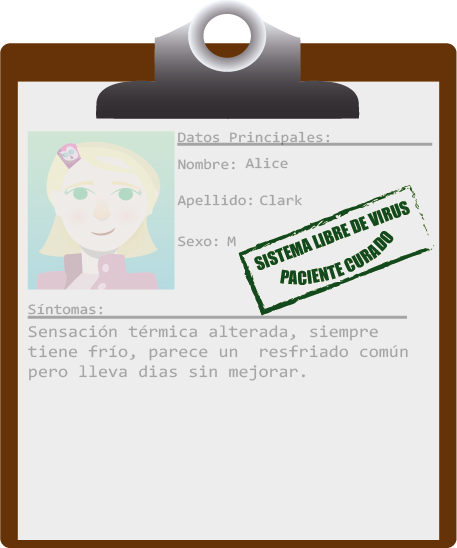 Datos Principales:
Nombre: Alice
Apellido: Clark
Sexo: M
SISTEMA LIBRE DE VIRUS
PACIENTE CURADO
Síntomas:
Sensación térmica alterada, siempre
tiene frío, parece un resfriado común
pero lleva dias sin mejorar.